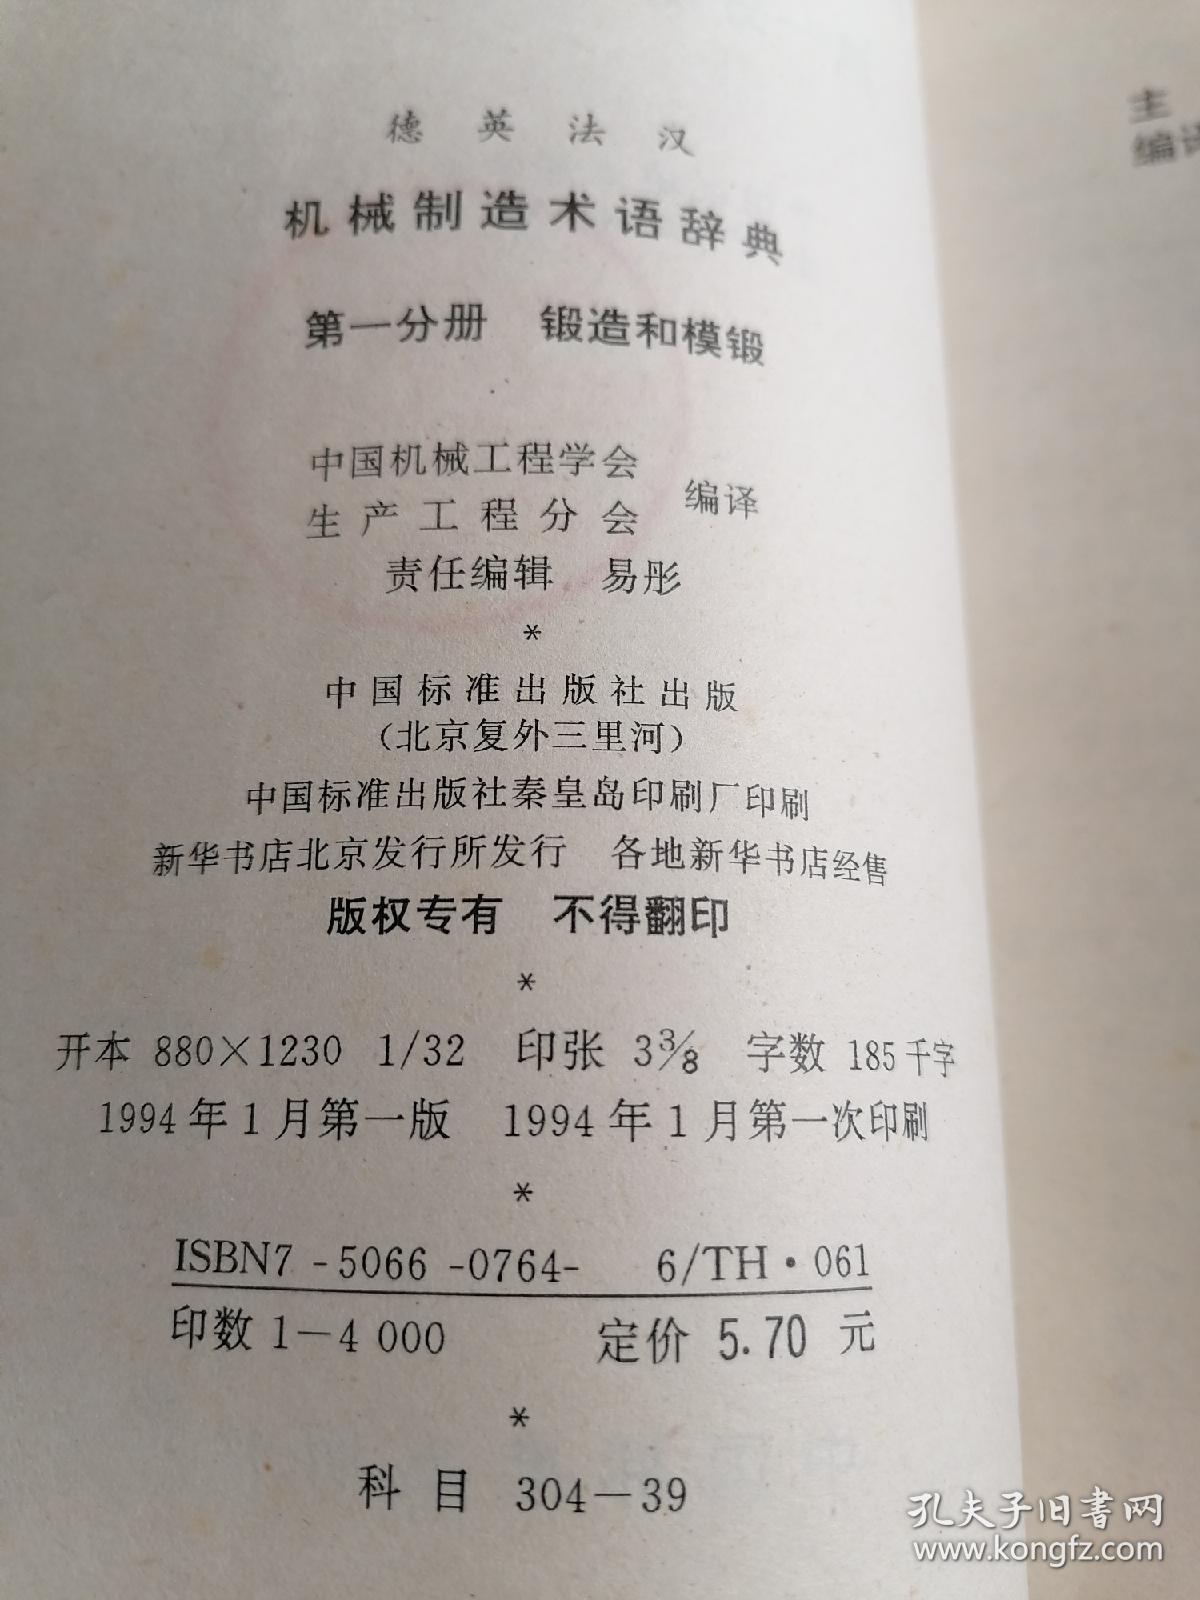 德英法汉
机械制造术语辞典
第一分册 锻造和模锻
中国机械工程学会
生产工程分会 编译
责任编辑 易彤
*
中国标准出版社出版
(北京复外三里河)
中国标准出版社秦皇岛印刷厂印刷
新华书店北京发行所发行 各地新华书店经售
版权专有 不得翻印
*
开本 880×1230 1/32 印张 3⅜ 字数 185千字
1994年1月第一版 1994年1月第一次印刷
*
ISBN7-5066-0764- 6/TH·061
印数1—4 000 定价 5.70 元
*
科目 304—39
主
编译
孔夫子旧书网
www.kongfz.com